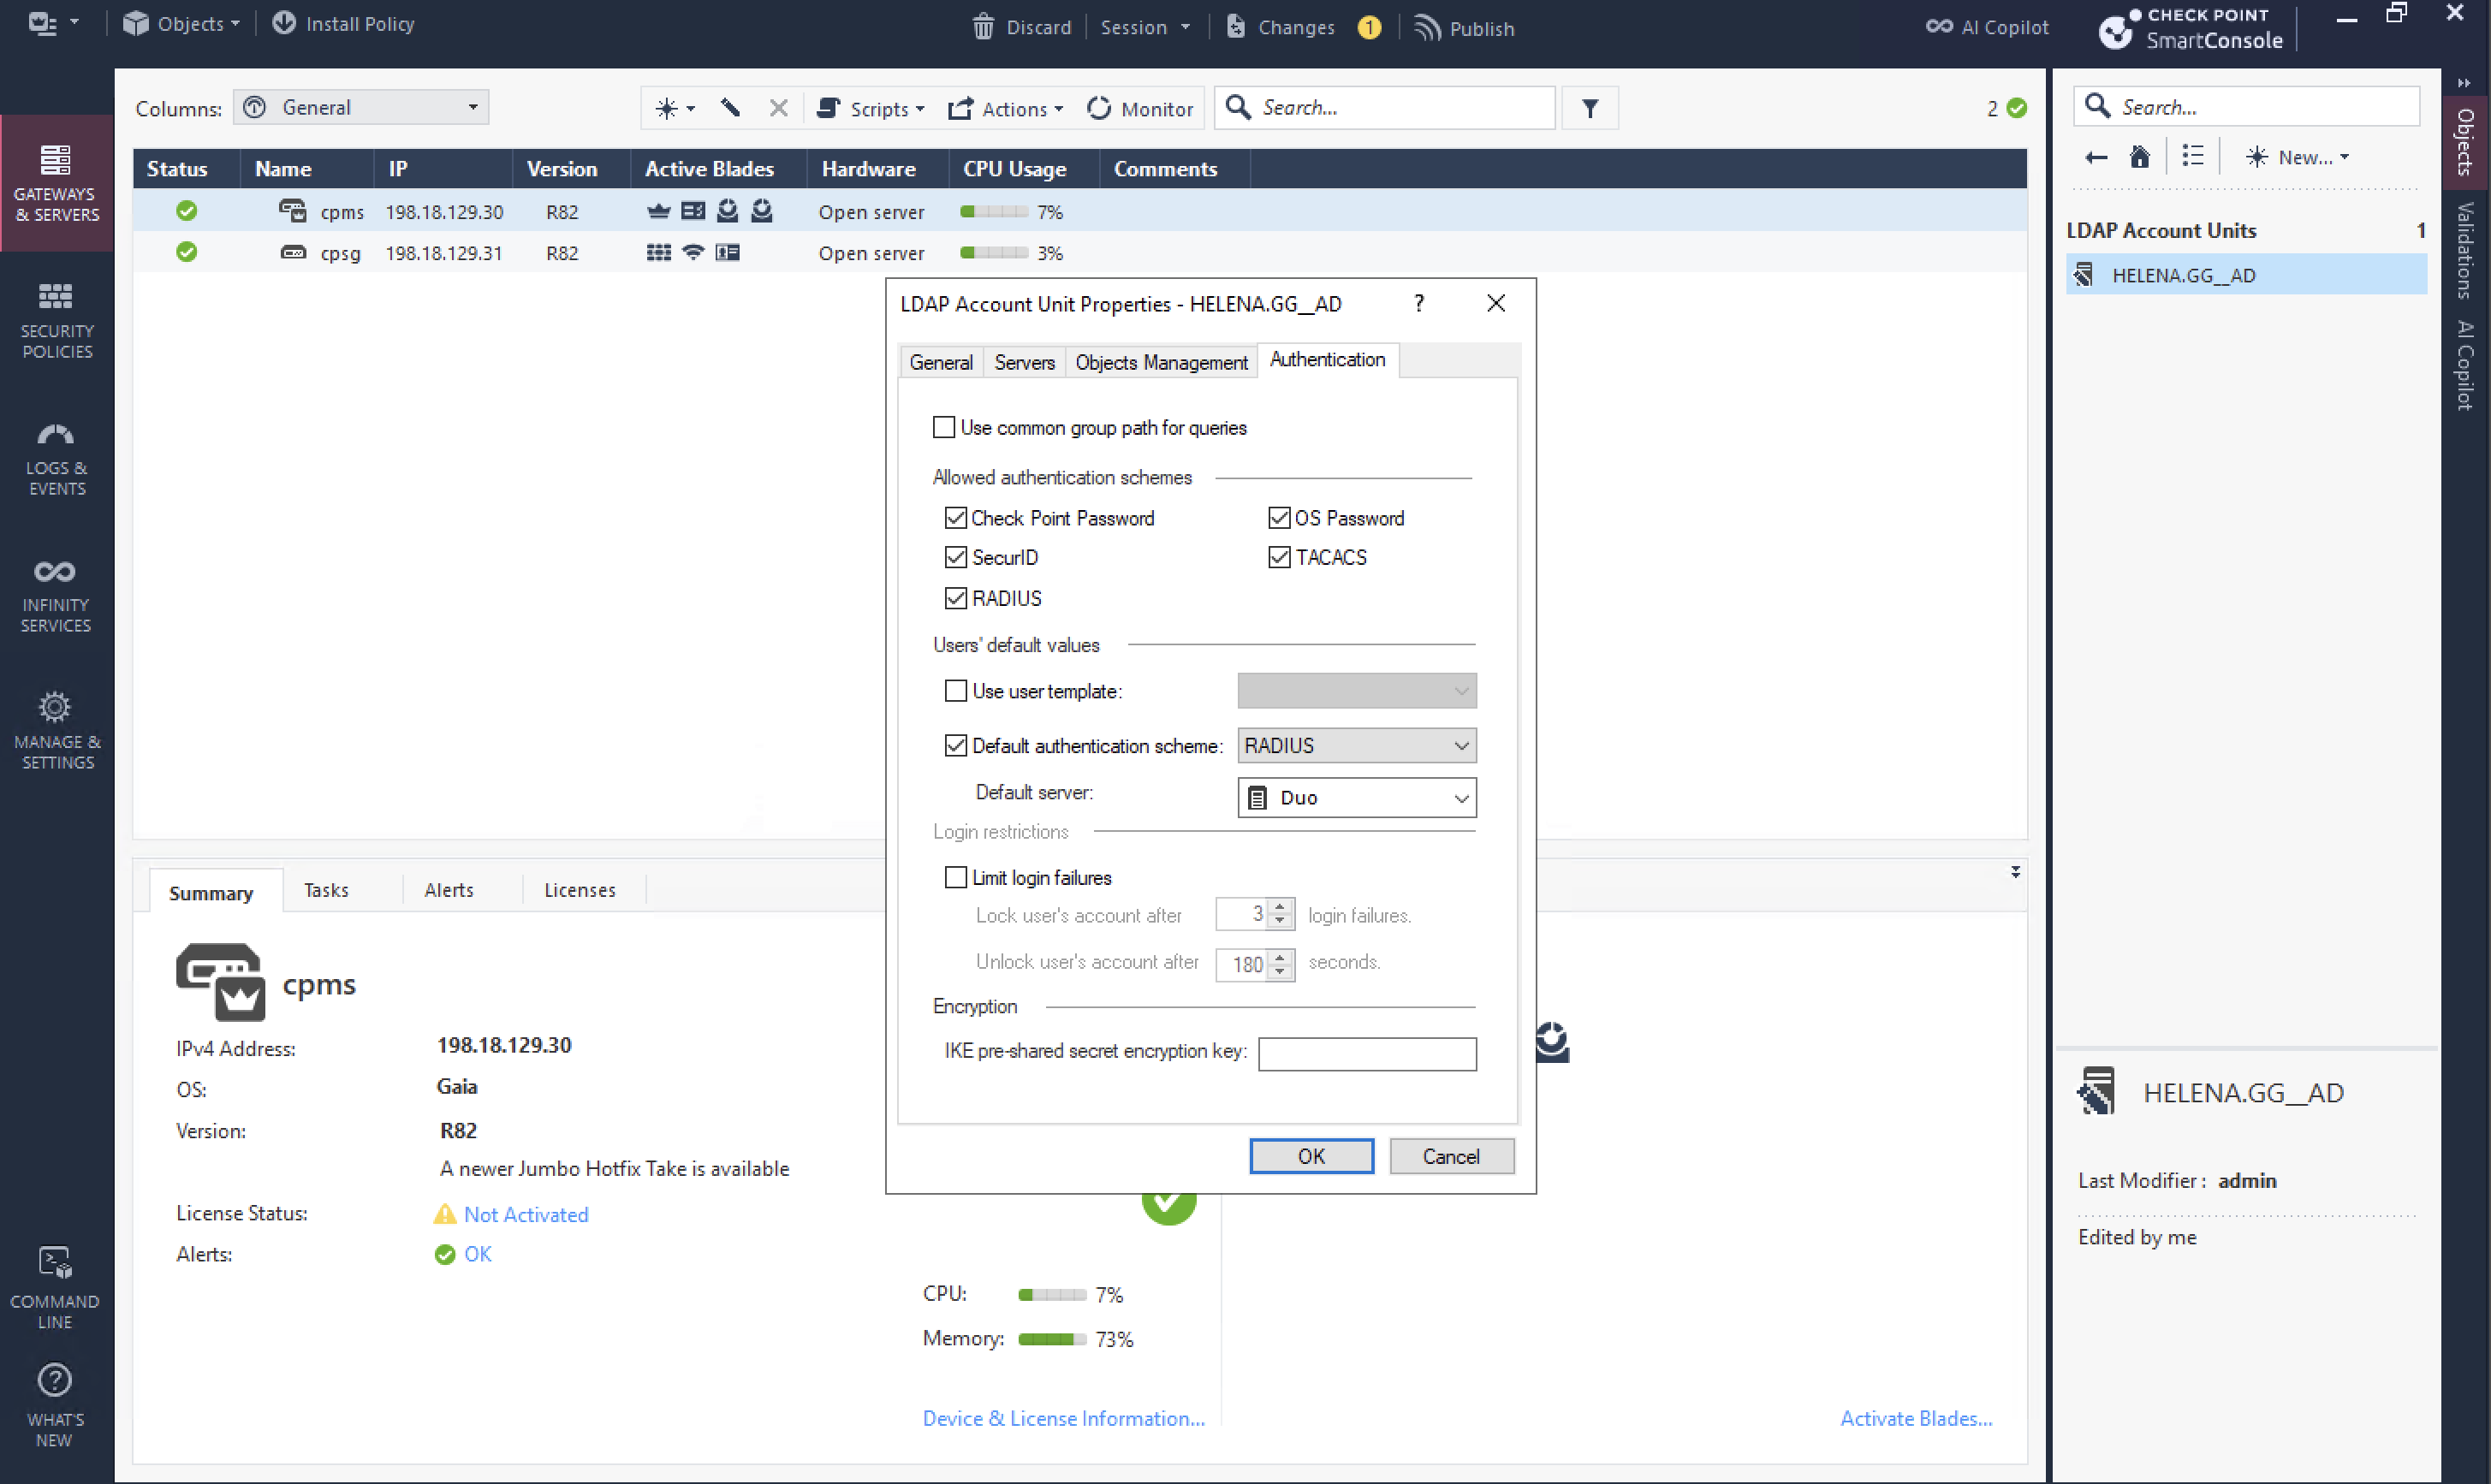 Objects
Install Policy
Discard
Session
Changes
1
Publish
AI Copilot
CHECK POINT
SmartConsole
GATEWAYS
& SERVERS
SECURITY
POLICIES
LOGS &
EVENTS
INFINITY
SERVICES
MANAGE &
SETTINGS
COMMAND
LINE
WHAT'S
NEW
Columns:
General
Scripts
Actions
Monitor
Search...
2
Status Name IP Version Active Blades Hardware CPU Usage Comments
cpms 198.18.129.30 R82 Open server 7%
cpsg 198.18.129.31 R82 Open server 3%
LDAP Account Unit Properties - HELENA.GG__AD
?
General Servers Objects Management Authentication
Use common group path for queries
Allowed authentication schemes
Check Point Password OS Password
SecurID TACACS
RADIUS
Users' default values
Use user template:
Default authentication scheme: RADIUS
Default server: Duo
Login restrictions
Limit login failures
Lock user's account after 3 login failures.
Unlock user's account after 180 seconds.
Encryption
IKE pre-shared secret encryption key:
OK Cancel
Summary Tasks Alerts Licenses
cpms
IPv4 Address: 198.18.129.30
OS: Gaia
Version: R82
A newer Jumbo Hotfix Take is available
License Status: Not Activated
Alerts: OK
CPU: 7%
Memory: 73%
Device & License Information...
Activate Blades...
Search...
New...
LDAP Account Units 1
HELENA.GG__AD
HELENA.GG__AD
Last Modifier : admin
Edited by me
Objects
Validations
AI Copilot